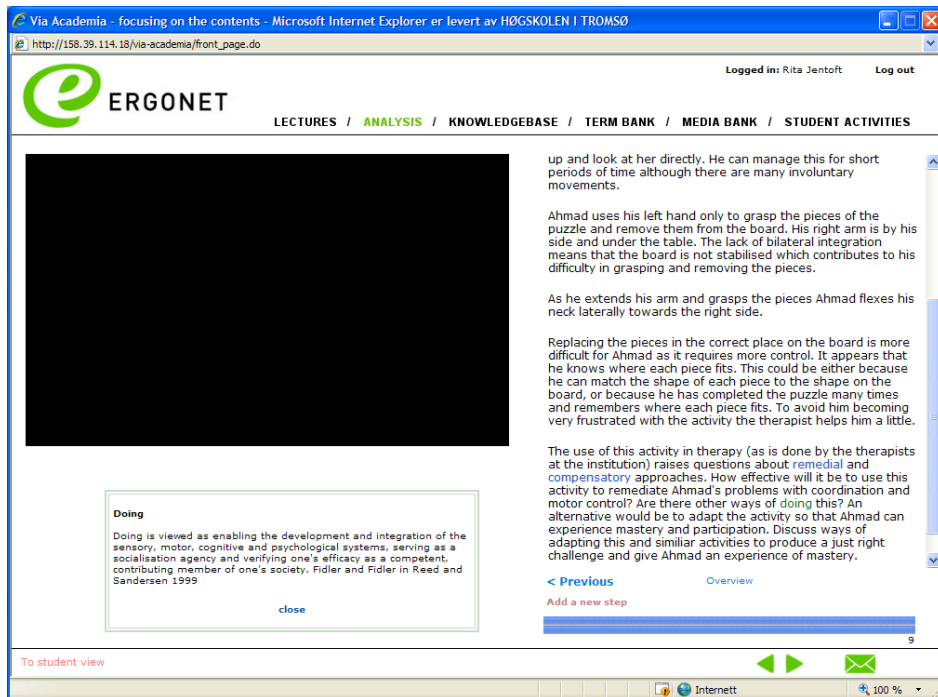 Via Academia - focusing on the contents - Microsoft Internet Explorer er levert av HØGSKOLEN I TROMSØ
http://158.39.114.18/via-academia/front_page.do
Logged in: Rita Jentoft Log out
e ERGONET
LECTURES / ANALYSIS / KNOWLEDGEBASE / TERM BANK / MEDIA BANK / STUDENT ACTIVITIES
up and look at her directly. He can manage this for short
periods of time although there are many involuntary
movements.
Ahmad uses his left hand only to grasp the pieces of the
puzzle and remove them from the board. His right arm is by his
side and under the table. The lack of bilateral integration
means that the board is not stabilised which contributes to his
difficulty in grasping and removing the pieces.
As he extends his arm and grasps the pieces Ahmad flexes his
neck laterally towards the right side.
Replacing the pieces in the correct place on the board is more
difficult for Ahmad as it requires more control. It appears that
he knows where each piece fits. This could be either because
he can match the shape of each piece to the shape on the
board, or because he has completed the puzzle many times
and remembers where each piece fits. To avoid him becoming
very frustrated with the activity the therapist helps him a little.
The use of this activity in therapy (as is done by the therapists
at the institution) raises questions about remedial and
compensatory approaches. How effective will it be to use this
activity to remediate Ahmad's problems with coordination and
motor control? Are there other ways of doing this? An
alternative would be to adapt the activity so that Ahmad can
experience mastery and participation. Discuss ways of
adapting this and similiar activities to produce a just right
challenge and give Ahmad an experience of mastery.
< Previous Overview
Add a new step
9
Doing
Doing is viewed as enabling the development and integration of the
sensory, motor, cognitive and psychological systems, serving as a
socialisation agency and verifying one's efficacy as a competent,
contributing member of one's society. Fidler and Fidler in Reed and
Sandersen 1999
close
To student view
Internett 100 %